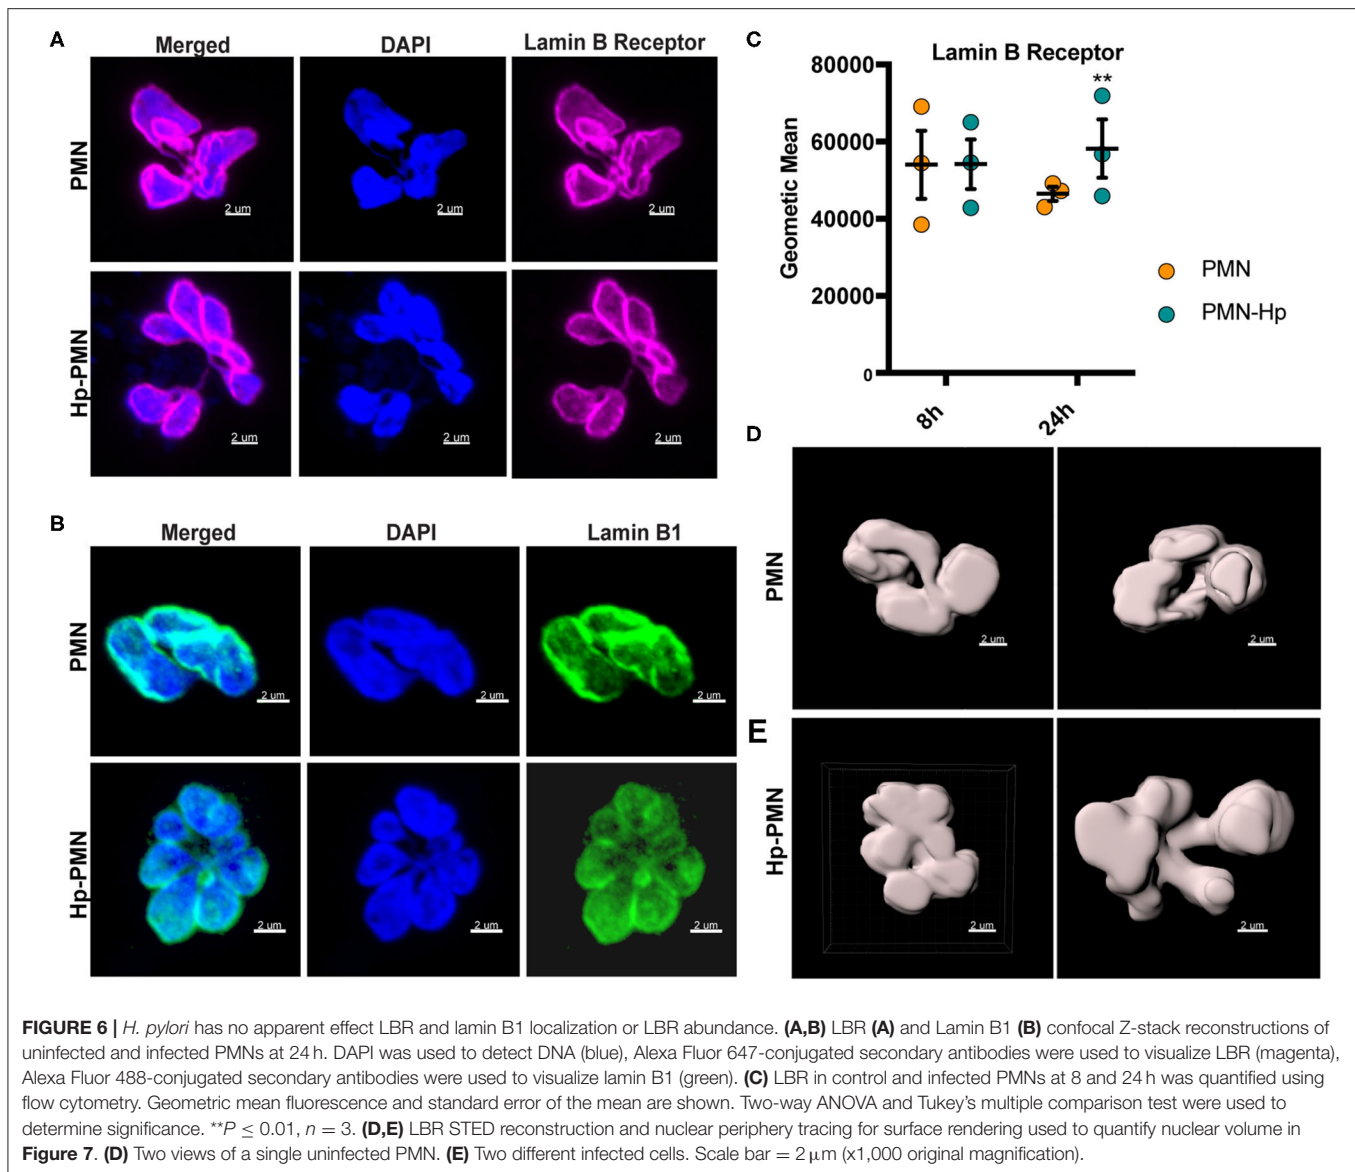 A
Merged
DAPI
Lamin B Receptor
PMN
2 um
2 um
2 um
Hp-PMN
2 um
2 um
2 um
B
Merged
DAPI
Lamin B1
PMN
2 um
2 um
2 um
Hp-PMN
2 um
2 um
2 um
C
Lamin B Receptor
Geometic Mean
80000
60000
40000
20000
0
**
8h
24h
PMN
PMN-Hp
D
PMN
2 um
2 um
E
Hp-PMN
2 um
2 um
FIGURE 6 | H. pylori has no apparent effect LBR and lamin B1 localization or LBR abundance. (A,B) LBR (A) and Lamin B1 (B) confocal Z-stack reconstructions of
uninfected and infected PMNs at 24 h. DAPI was used to detect DNA (blue), Alexa Fluor 647-conjugated secondary antibodies were used to visualize LBR (magenta),
Alexa Fluor 488-conjugated secondary antibodies were used to visualize lamin B1 (green). (C) LBR in control and infected PMNs at 8 and 24 h was quantified using
flow cytometry. Geometric mean fluorescence and standard error of the mean are shown. Two-way ANOVA and Tukey's multiple comparison test were used to
determine significance. **P ≤ 0.01, n = 3. (D,E) LBR STED reconstruction and nuclear periphery tracing for surface rendering used to quantify nuclear volume in
Figure 7. (D) Two views of a single uninfected PMN. (E) Two different infected cells. Scale bar = 2 μm (x1,000 original magnification).